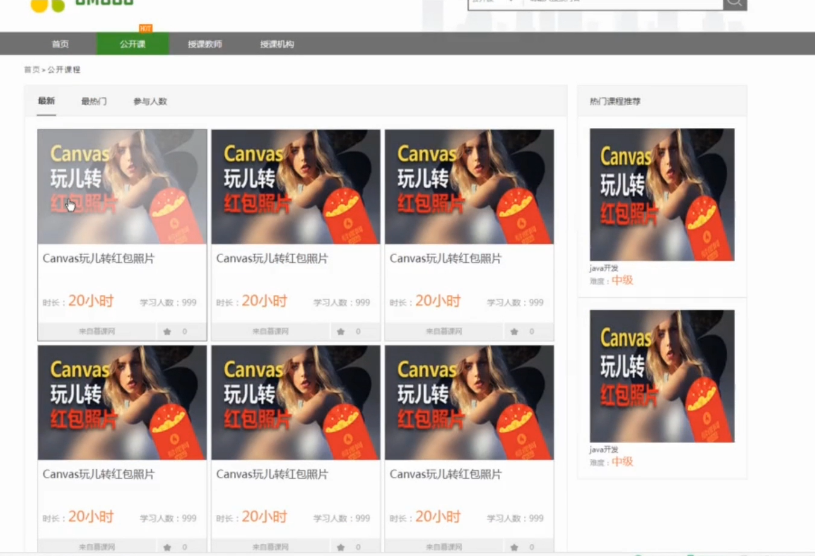 HOT
首页 公开课 授课教师 授课机构
首页>公开课程
最新 最热门 参与人数
热门课程推荐
Canvas
玩儿转
红包照片
Canvas
玩儿转
红包照片
Canvas
玩儿转
红包照片
Canvas
玩儿转
红包照片
java开发
难度：中级
Canvas玩儿转红包照片
时长：20小时 学习人数：999
来自慕课网 0
Canvas玩儿转红包照片
时长：20小时 学习人数：999
来自慕课网 0
Canvas玩儿转红包照片
时长：20小时 学习人数：999
来自慕课网 0
Canvas
玩儿转
红包照片
Canvas
玩儿转
红包照片
Canvas
玩儿转
红包照片
Canvas
玩儿转
红包照片
java开发
难度：中级
Canvas玩儿转红包照片
时长：20小时 学习人数：999
来自慕课网 0
Canvas玩儿转红包照片
时长：20小时 学习人数：999
来自慕课网 0
Canvas玩儿转红包照片
时长：20小时 学习人数：999
来自慕课网 0